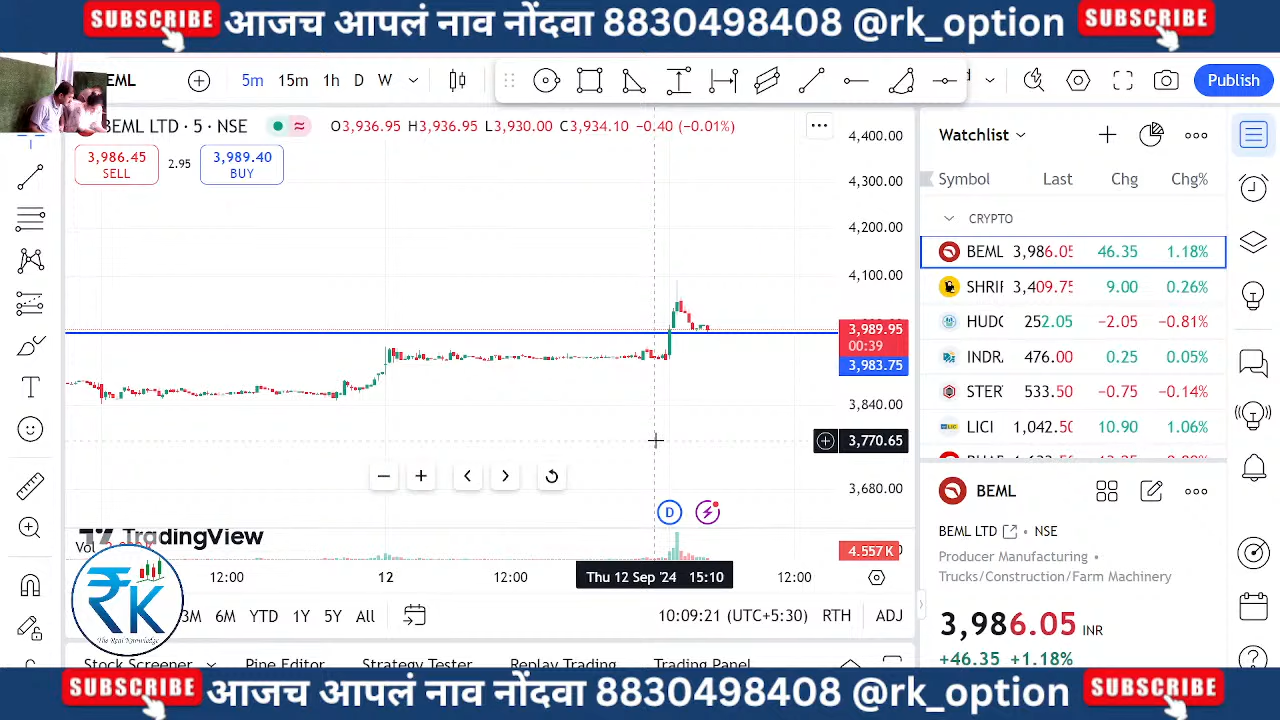 SUBSCRIBE आजच आपलं नाव नोंदवा 8830498408 @rk_option SUBSCRIBE
BEML 5m 15m 1h D W Publish
BEML LTD · 5 · NSE O3,936.95 H3,936.95 L3,930.00 C3,934.10 −0.40 (−0.01%)
3,986.45 SELL 2.95 3,989.40 BUY
4,400.00
4,300.00
4,200.00
4,100.00
3,989.95
00:39
3,983.75
3,840.00
3,770.65
3,680.00
D
TradingView
Vol
4.557 K
12:00 12 12:00 Thu 12 Sep '24 15:10 12:00
3M 6M YTD 1Y 5Y All 10:09:21 (UTC+5:30) RTH ADJ
RK
The Real Knowledge
Stock Screener Pine Editor Strategy Tester Replay Trading Trading Panel
Watchlist
Symbol Last Chg Chg%
CRYPTO
BEML 3,986.05 46.35 1.18%
SHRIF 3,409.75 9.00 0.26%
HUDC 252.05 −2.05 −0.81%
INDR. 476.00 0.25 0.05%
STER 533.50 −0.75 −0.14%
LICI 1,042.50 10.90 1.06%
BEML
BEML LTD • NSE
Producer Manufacturing •
Trucks/Construction/Farm Machinery
3,986.05 INR
+46.35 +1.18%
SUBSCRIBE आजच आपलं नाव नोंदवा 8830498408 @rk_option SUBSCRIBE